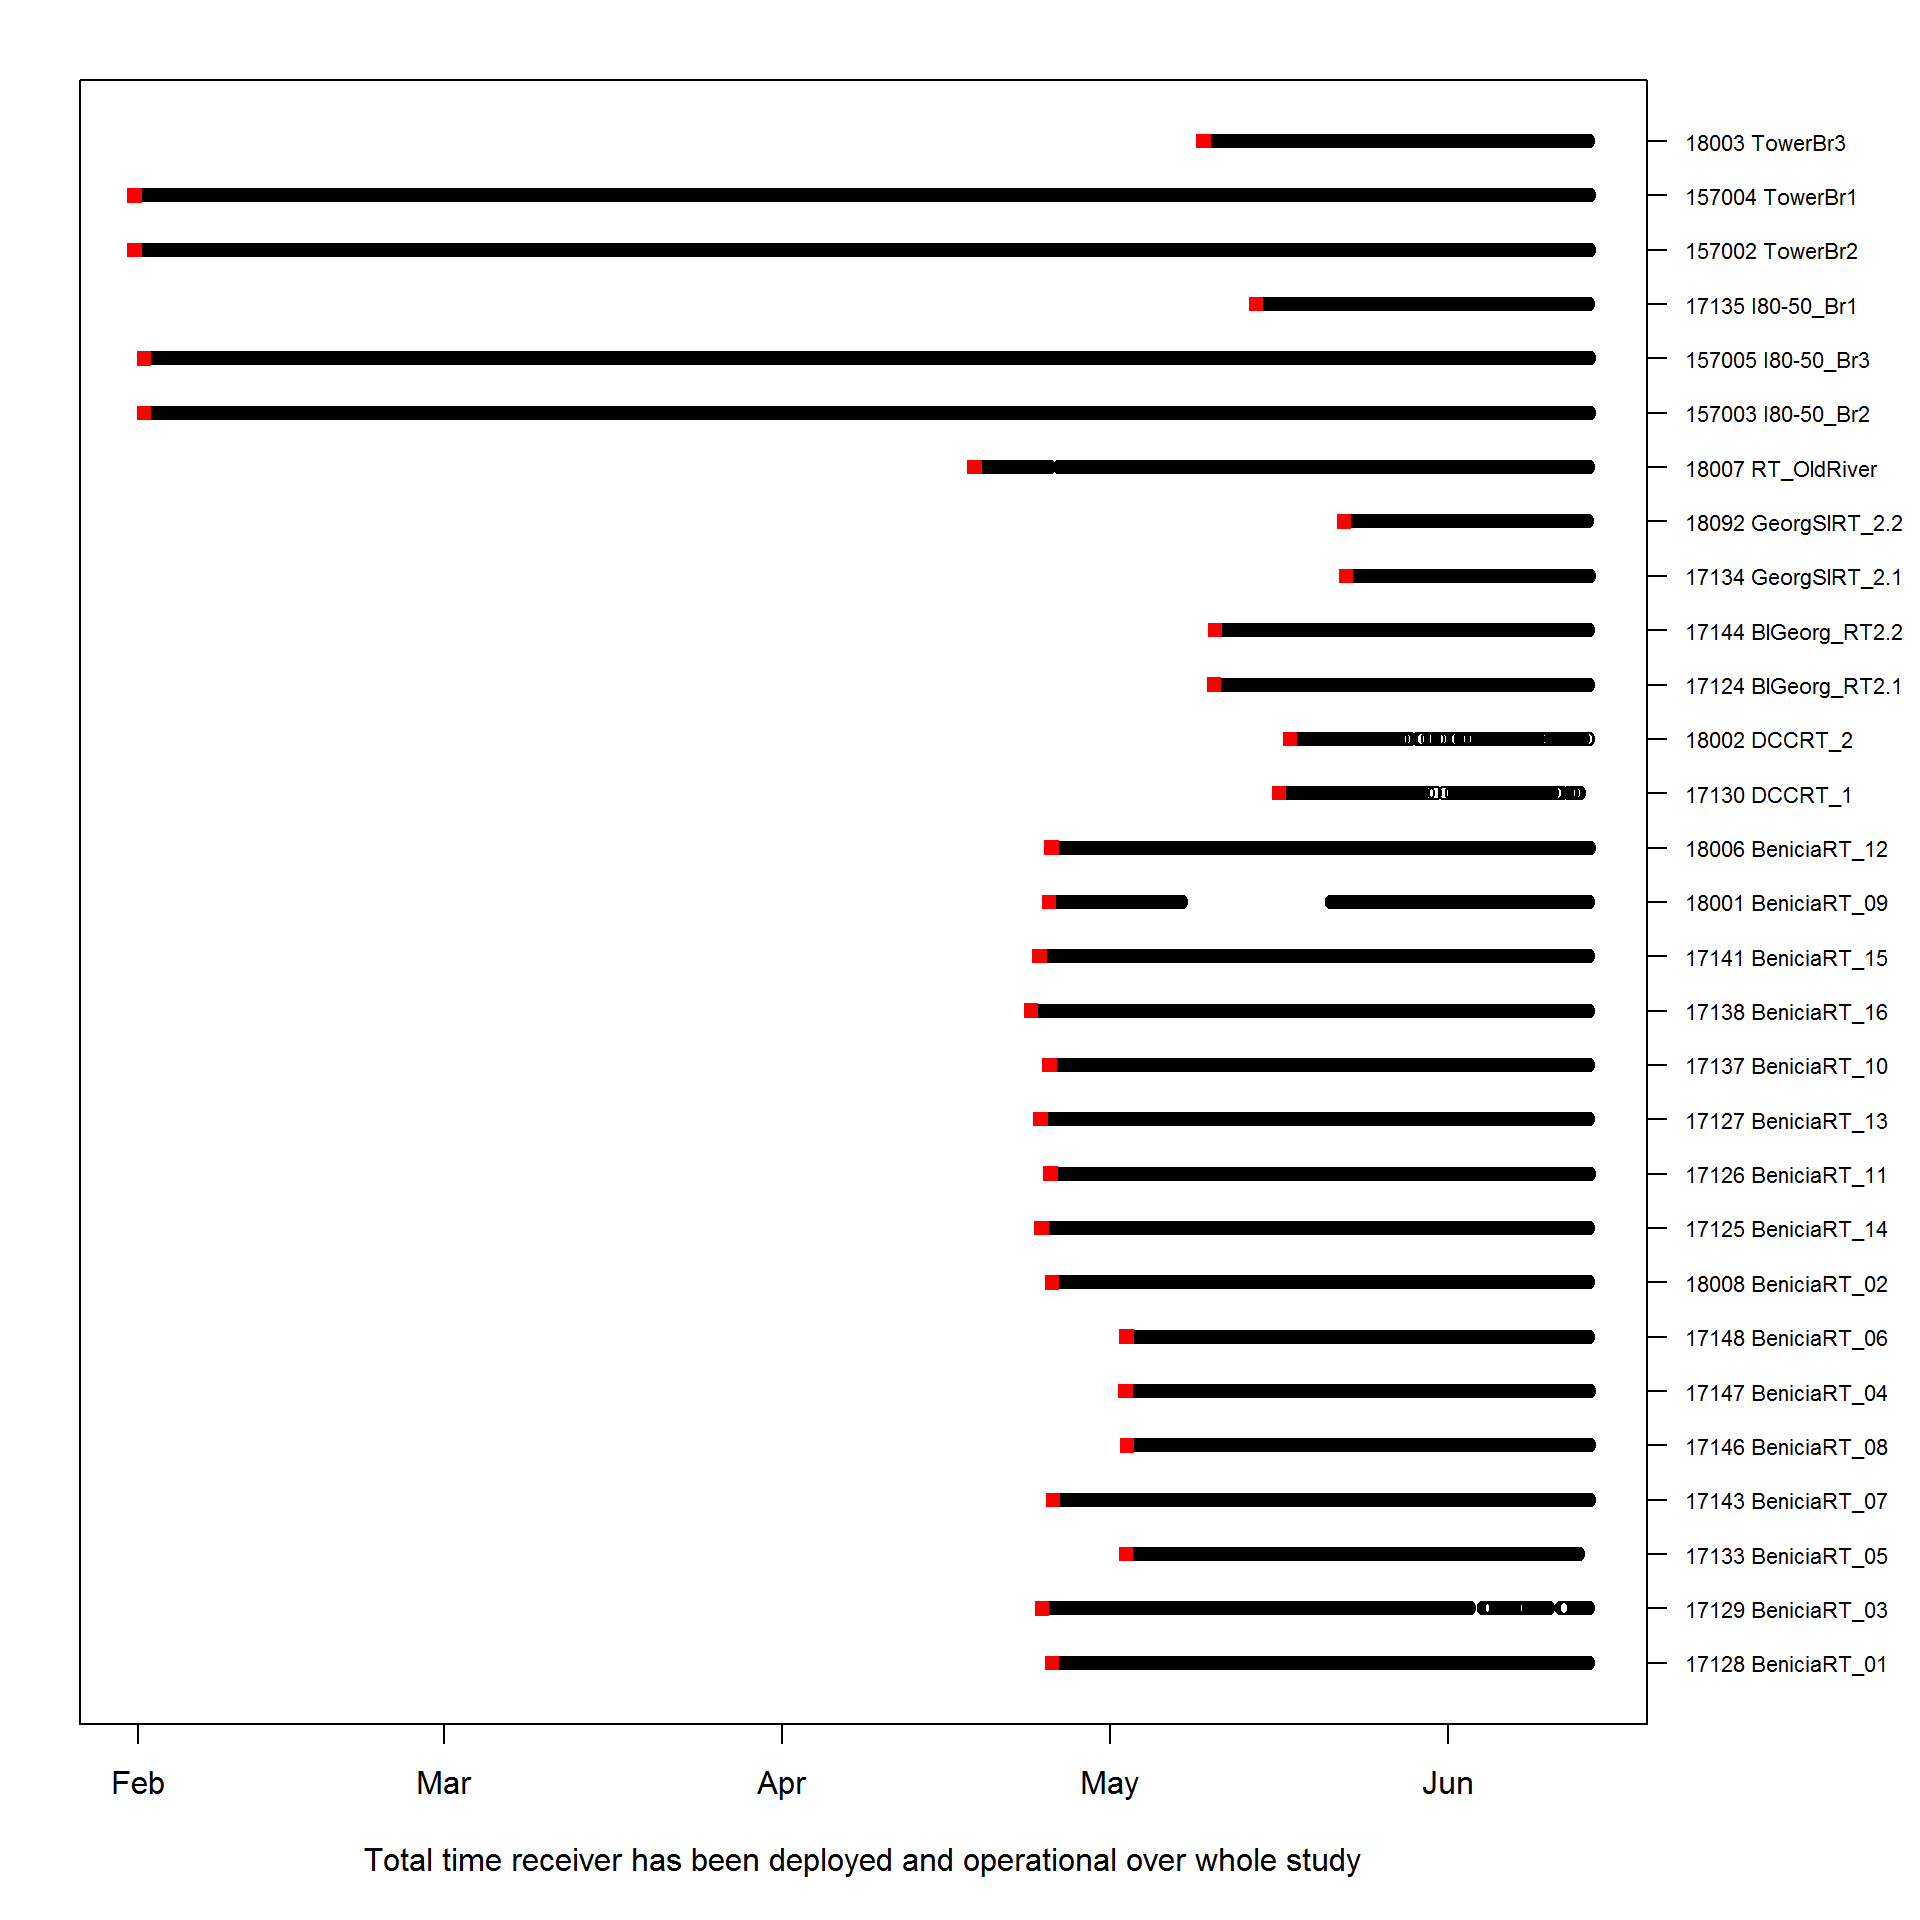 18003 TowerBr3
157004 TowerBr1
157002 TowerBr2
17135 I80-50_Br1
157005 I80-50_Br3
157003 I80-50_Br2
18007 RT_OldRiver
18092 GeorgSlRT_2.2
17134 GeorgSlRT_2.1
17144 BlGeorg_RT2.2
17124 BlGeorg_RT2.1
18002 DCCRT_2
17130 DCCRT_1
18006 BeniciaRT_12
18001 BeniciaRT_09
17141 BeniciaRT_15
17138 BeniciaRT_16
17137 BeniciaRT_10
17127 BeniciaRT_13
17126 BeniciaRT_11
17125 BeniciaRT_14
18008 BeniciaRT_02
17148 BeniciaRT_06
17147 BeniciaRT_04
17146 BeniciaRT_08
17143 BeniciaRT_07
17133 BeniciaRT_05
17129 BeniciaRT_03
17128 BeniciaRT_01
Feb Mar Apr May Jun
Total time receiver has been deployed and operational over whole study